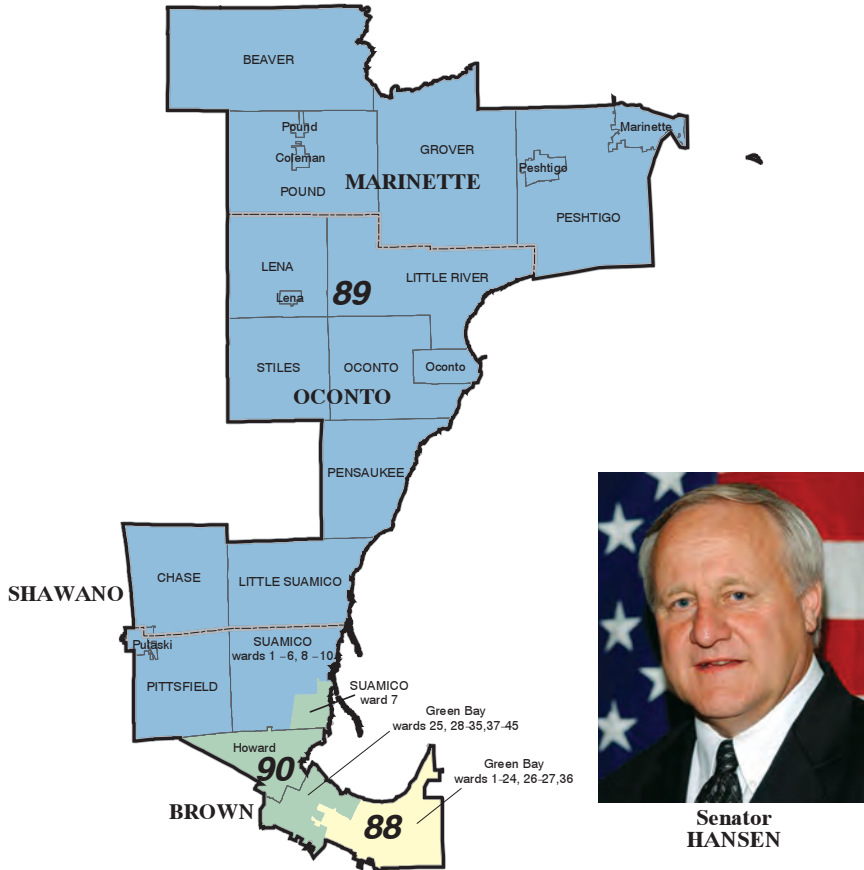 BEAVER
Pound
Coleman
POUND
GROVER
Marinette
Peshtigo
MARINETTE
PESHTIGO
LENA
Lena
89
LITTLE RIVER
STILES
OCONTO
Oconto
OCONTO
PENSAUKEE
CHASE
LITTLE SUAMICO
SHAWANO
Pulaski
SUAMICO
wards 1 –6, 8 –10
PITTSFIELD
SUAMICO
ward 7
Green Bay
wards 25, 28-35,37-45
Howard
90
Green Bay
wards 1-24, 26-27,36
BROWN
88
Senator
HANSEN